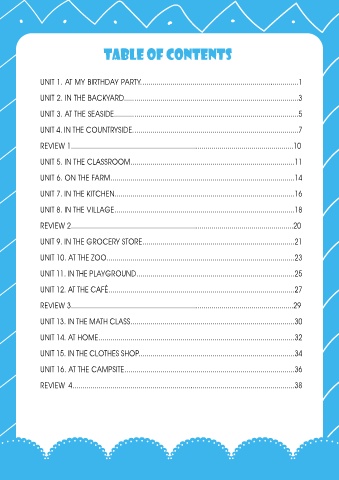 TABLE OF CONTENTS
UNIT 1. AT MY BIRTHDAY PARTY..........................................................................1
UNIT 2. IN THE BACKYARD..................................................................................3
UNIT 3. AT THE SEASIDE.......................................................................................5
UNIT 4. IN THE COUNTRYSIDE..............................................................................7
REVIEW 1..........................................................................................................10
UNIT 5. IN THE CLASSROOM..............................................................................11
UNIT 6. ON THE FARM........................................................................................14
UNIT 7. IN THE KITCHEN......................................................................................16
UNIT 8. IN THE VILLAGE......................................................................................18
REVIEW 2..........................................................................................................20
UNIT 9. IN THE GROCERY STORE........................................................................21
UNIT 10. AT THE ZOO.........................................................................................23
UNIT 11. IN THE PLAYGROUND...........................................................................25
UNIT 12. AT THE CAFÉ........................................................................................27
REVIEW 3..........................................................................................................29
UNIT 13. IN THE MATH CLASS..............................................................................30
UNIT 14. AT HOME.............................................................................................32
UNIT 15. IN THE CLOTHES SHOP..........................................................................34
UNIT 16. AT THE CAMPSITE.................................................................................36
REVIEW 4..........................................................................................................38